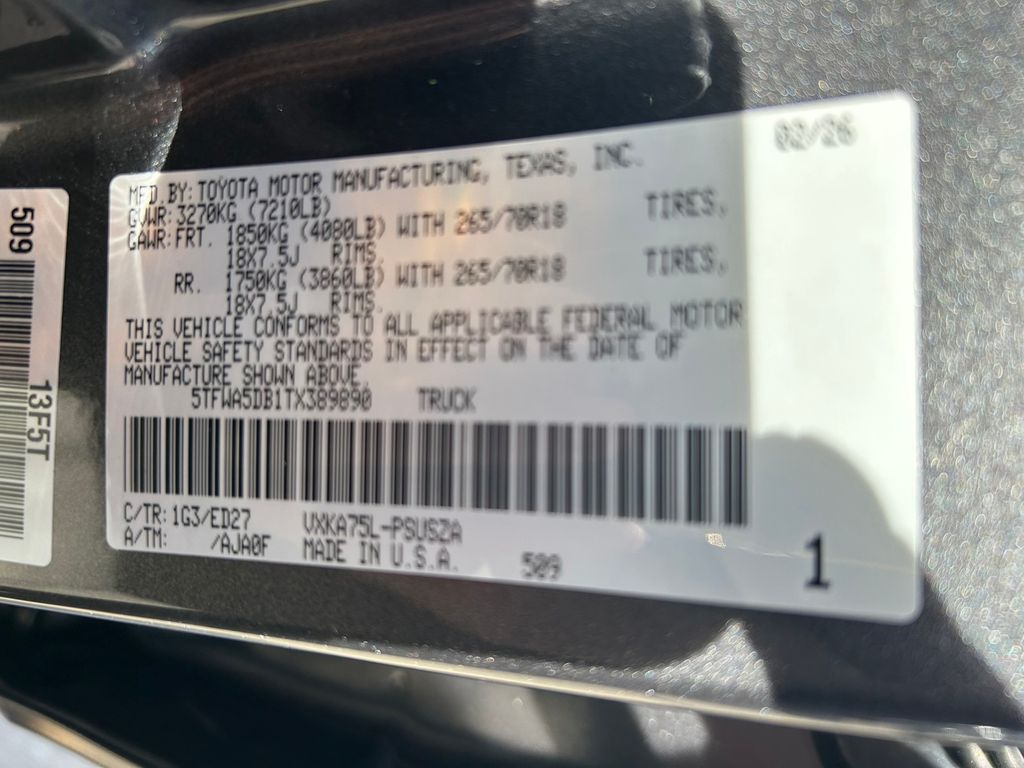 02/26
MFD.BY: TOYOTA MOTOR MANUFACTURING, TEXAS, INC.
GVWR: 3270KG (7210LB)
GAWR: FRT. 1850KG (4080LB) WITH 265/70R18 TIRES,
18X7.5J RIMS,
RR. 1750KG (3860LB) WITH 265/70R18 TIRES,
18X7.5J RIMS.
THIS VEHICLE CONFORMS TO ALL APPLICABLE FEDERAL MOTOR
VEHICLE SAFETY STANDARDS IN EFFECT ON THE DATE OF
MANUFACTURE SHOWN ABOVE.
5TFWA5DB1TX389890 TRUCK
C/TR: 1G3/ED27 VXKA75L-PSUSZA
A/TM: /AJA0F MADE IN U.S.A. 509
1
509
13F5T